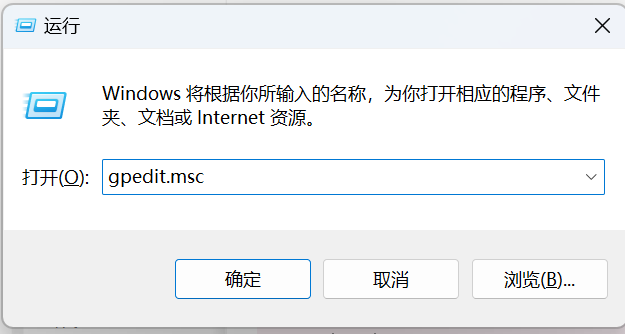 运行
Windows 将根据你所输入的名称，为你打开相应的程序、文件
夹、文档或 Internet 资源。
打开(O): gpedit.msc
确定 取消 浏览(B)...